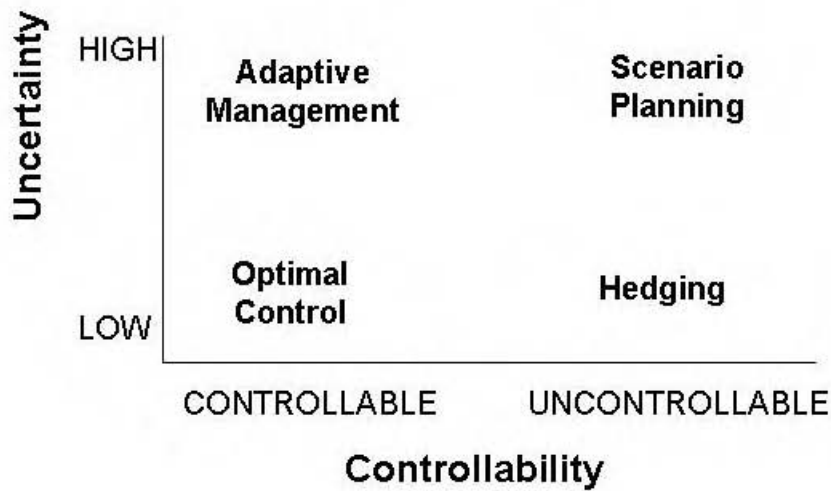 Uncertainty
HIGH
Adaptive
Management
Scenario
Planning
Optimal
Control
Hedging
LOW
CONTROLLABLE
UNCONTROLLABLE
Controllability